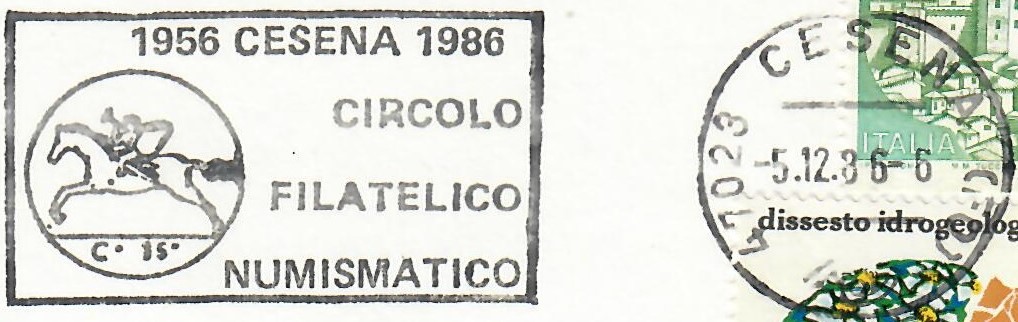 1956 CESENA 1986
CIRCOLO
FILATELICO
NUMISMATICO
C• 15•
CESENA
47023
-5.12.86-6
ITALIA
dissesto idrogeolog